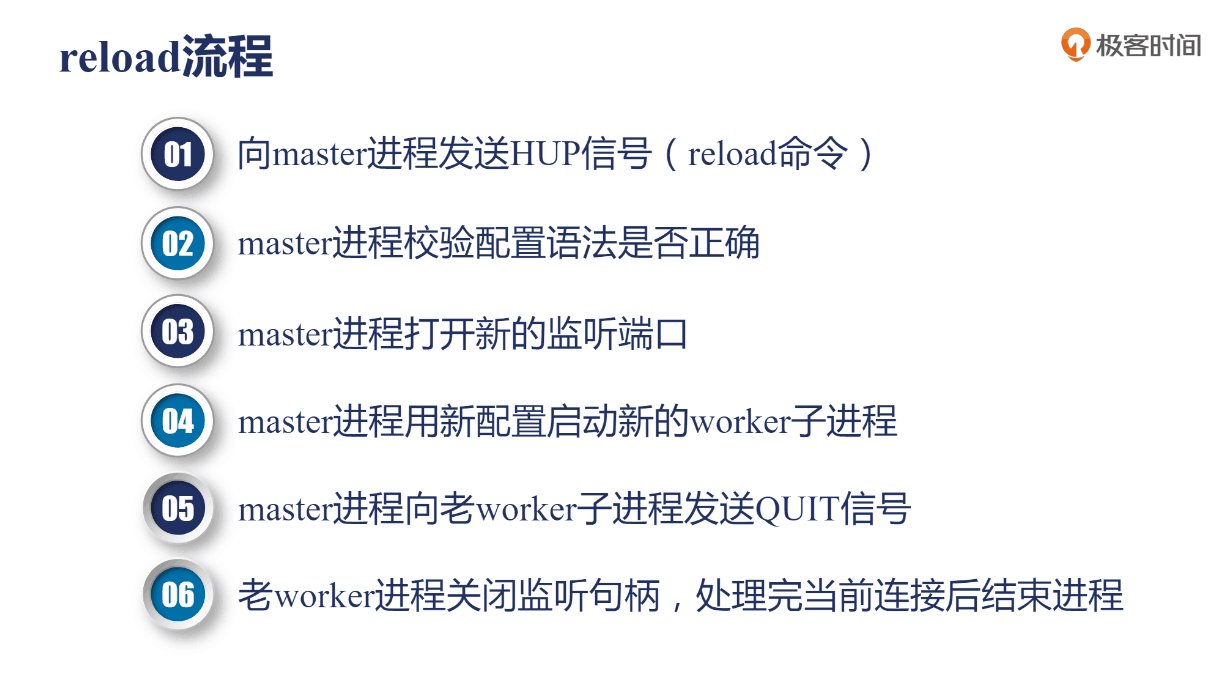 reload流程
极客时间
01 向master进程发送HUP信号（reload命令）
02 master进程校验配置语法是否正确
03 master进程打开新的监听端口
04 master进程用新配置启动新的worker子进程
05 master进程向老worker子进程发送QUIT信号
06 老worker进程关闭监听句柄，处理完当前连接后结束进程